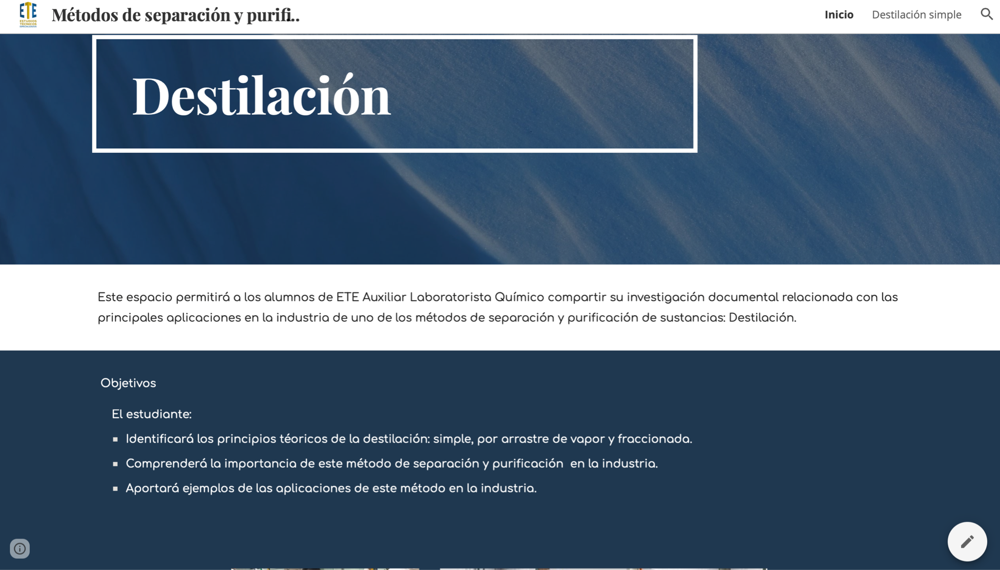 ETE
ESTUDIOS
TÉCNICOS
ESPECIALIZADOS
Métodos de separación y purifi...
Inicio
Destilación simple
Destilación
Este espacio permitirá a los alumnos de ETE Auxiliar Laboratorista Químico compartir su investigación documental relacionada con las
principales aplicaciones en la industria de uno de los métodos de separación y purificación de sustancias: Destilación.
Objetivos
El estudiante:
Identificará los principios téoricos de la destilación: simple, por arrastre de vapor y fraccionada.
Comprenderá la importancia de este método de separación y purificación  en la industria.
Aportará ejemplos de las aplicaciones de este método en la industria.